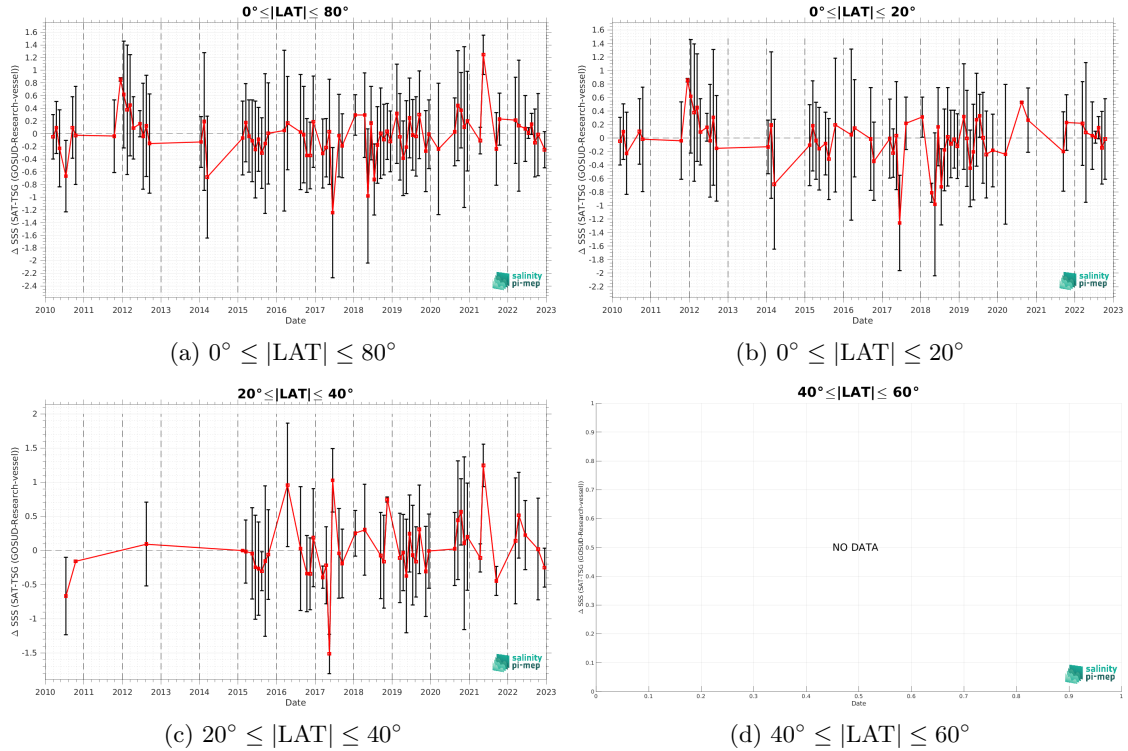 0°≤|LAT|≤ 80°
Δ SSS (SAT-TSG (GOSUD-Research-vessel))
1.6
1.4
1.2
1
0.8
0.6
0.4
0.2
0
-0.2
-0.4
-0.6
-0.8
-1
-1.2
-1.4
-1.6
-1.8
-2
-2.2
-2.4
2010 2011 2012 2013 2014 2015 2016 2017 2018 2019 2020 2021 2022 2023
Date
salinity
pi-mep
(a) 0° ≤ |LAT| ≤ 80°
0°≤|LAT|≤ 20°
Δ SSS (SAT-TSG (GOSUD-Research-vessel))
1.6
1.4
1.2
1
0.8
0.6
0.4
0.2
0
-0.2
-0.4
-0.6
-0.8
-1
-1.2
-1.4
-1.6
-1.8
-2
-2.2
2010 2011 2012 2013 2014 2015 2016 2017 2018 2019 2020 2021 2022 2023
Date
salinity
pi-mep
(b) 0° ≤ |LAT| ≤ 20°
20°≤|LAT|≤ 40°
Δ SSS (SAT-TSG (GOSUD-Research-vessel))
2
1.5
1
0.5
0
-0.5
-1
-1.5
2010 2011 2012 2013 2014 2015 2016 2017 2018 2019 2020 2021 2022 2023
Date
salinity
pi-mep
(c) 20° ≤ |LAT| ≤ 40°
40°≤|LAT|≤ 60°
Δ SSS (SAT-TSG (GOSUD-Research-vessel))
1
0.9
0.8
0.7
0.6
0.5
0.4
0.3
0.2
0.1
0
NO DATA
0 0.1 0.2 0.3 0.4 0.5 0.6 0.7 0.8 0.9 1
Date
salinity
pi-mep
(d) 40° ≤ |LAT| ≤ 60°